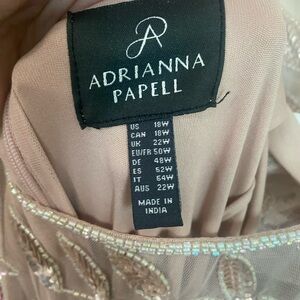 ADRIANNA
PAPELL
US 18W
CAN 18W
UK 22W
EU/FR 50W
DE 48W
ES 52W
IT 54W
AUS 22W
MADE IN
INDIA